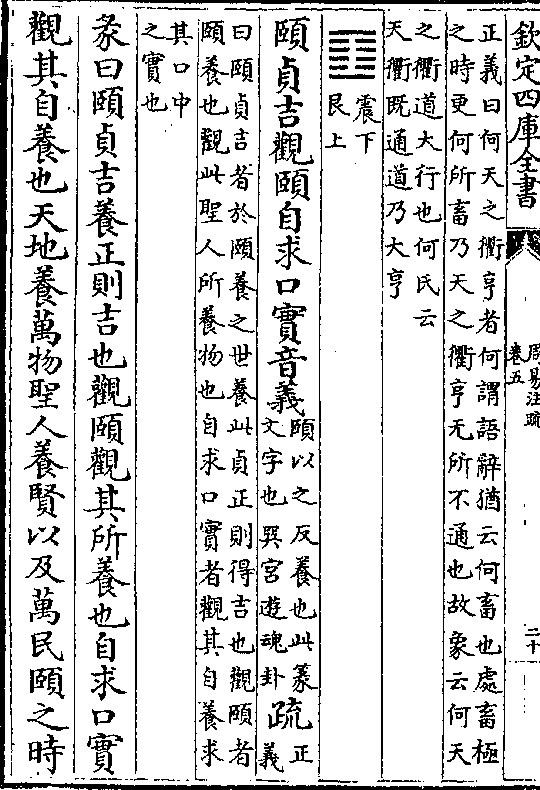 欽定四庫全書
周易注疏
卷五
二十
正義曰何天之衢亨者何謂語辭猶云何畜也處畜極
之時更何所畜乃天之衢亨无所不通也故象云何天
之衢道大行也何氏云
天衢既通道乃大亨
䷚
震下
艮上
頤貞吉觀頤自求口實音義
頤以之反養也此篆
文字也巽宮遊魂卦
疏
正
義
曰頤貞吉者於頤養之世養此貞正則得吉也觀頤者
頤養也觀此聖人所養物也自求口實者觀其自養求
其口中
之實也
彖曰頤貞吉養正則吉也觀頤觀其所養也自求口實
觀其自養也天地養萬物聖人養賢以及萬民頤之時